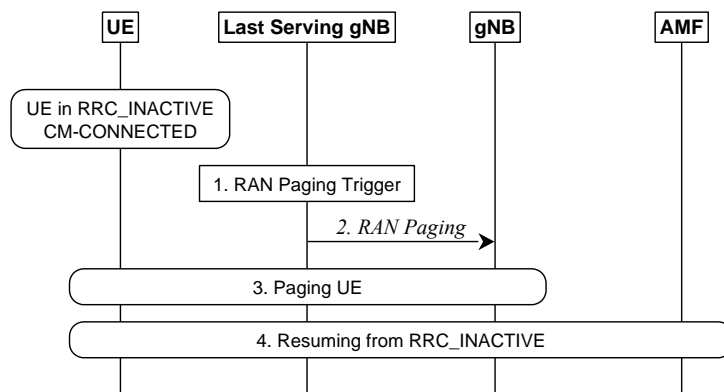 UE
Last Serving gNB
gNB
AMF
UE in RRC_INACTIVE
CM-CONNECTED
1. RAN Paging Trigger
2. RAN Paging
3. Paging UE
4. Resuming from RRC_INACTIVE